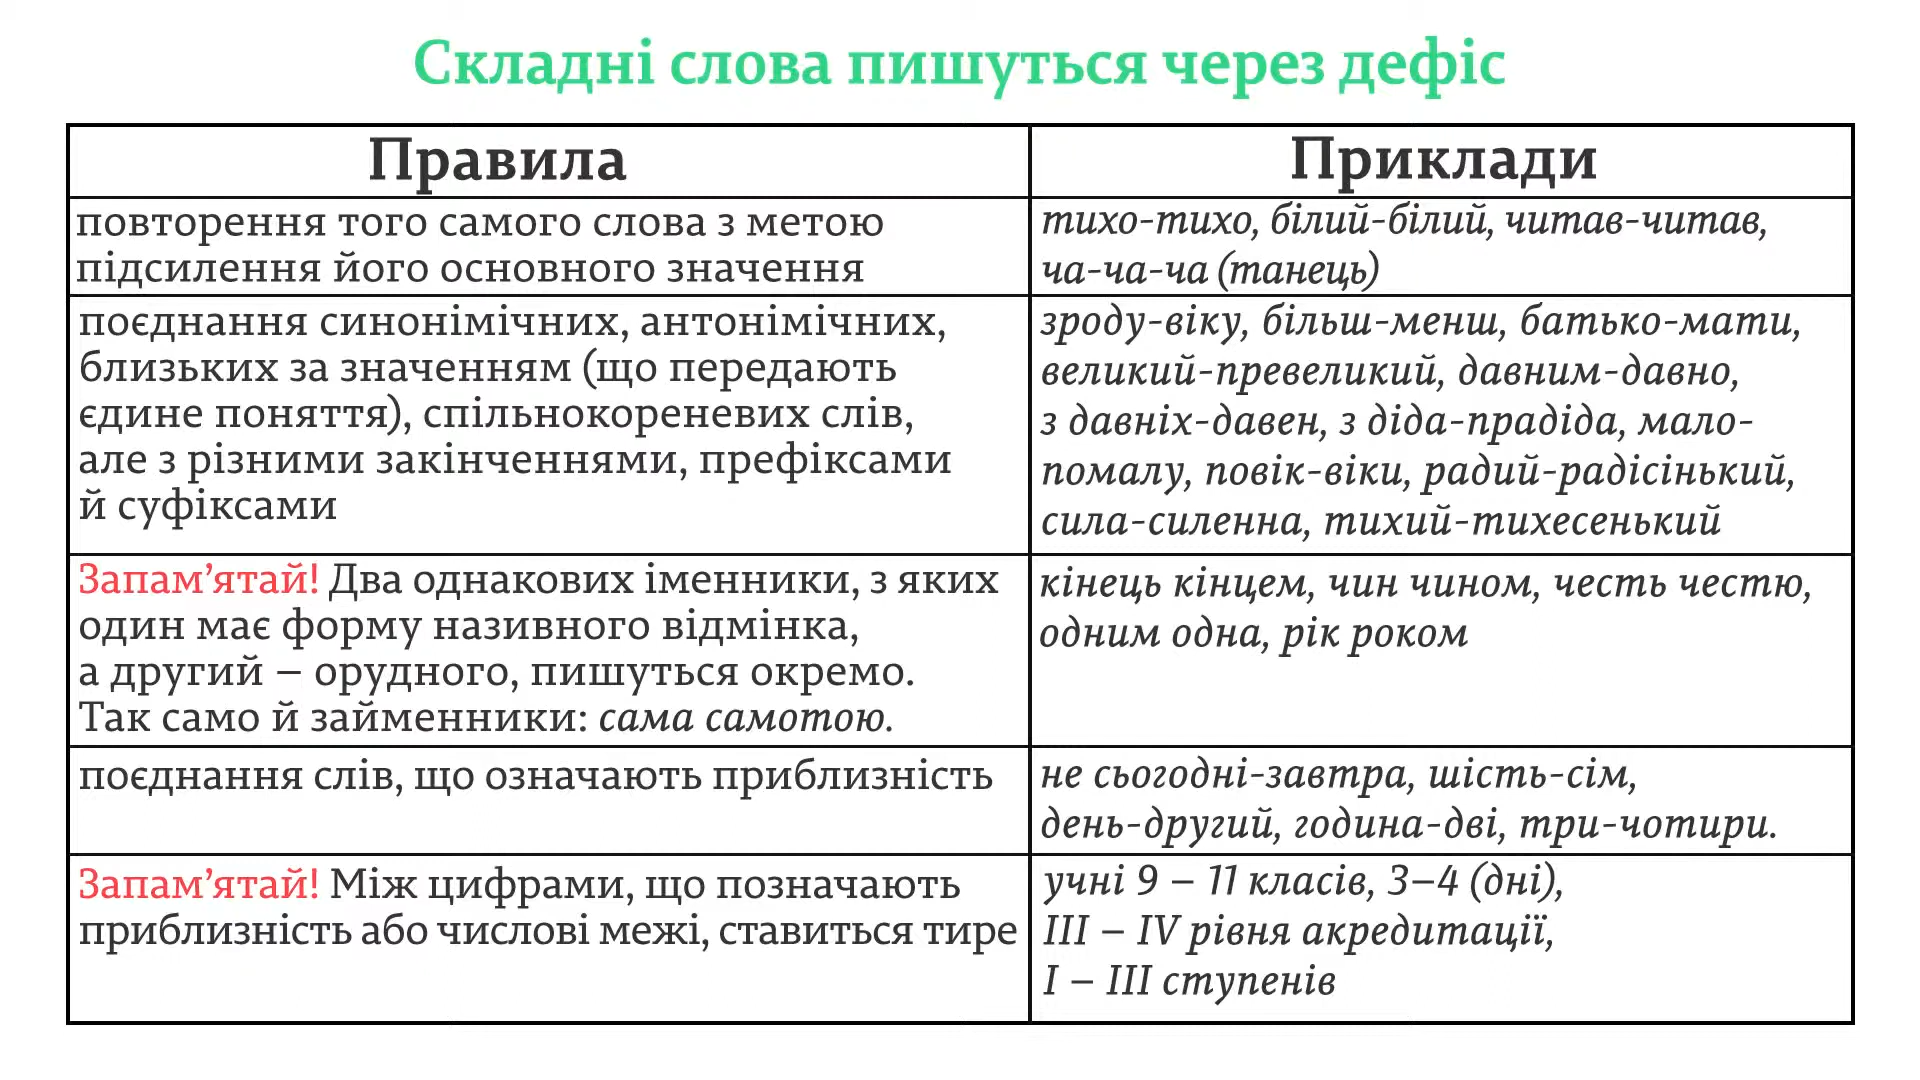 Складні слова пишуться через дефіс
Правила
Приклади
повторення того самого слова з метою
підсилення його основного значення
тихо-тихо, білий-білий, читав-читав,
ча-ча-ча (танець)
поєднання синонімічних, антонімічних,
близьких за значенням (що передають
єдине поняття), спільнокореневих слів,
але з різними закінченнями, префіксами
й суфіксами
зроду-віку, більш-менш, батько-мати,
великий-превеликий, давним-давно,
з давніх-давен, з діда-прадіда, мало-
помалу, повік-віки, радий-радісінький,
сила-силенна, тихий-тихесенький
Запам’ятай! Два однакових іменники, з яких
один має форму називного відмінка,
а другий – орудного, пишуться окремо.
Так само й займенники: сама самотою.
кінець кінцем, чин чином, честь честю,
одним одна, рік роком
поєднання слів, що означають приблизність
не сьогодні-завтра, шість-сім,
день-другий, година-дві, три-чотири.
Запам’ятай! Між цифрами, що позначають
приблизність або числові межі, ставиться тире
учні 9 – 11 класів, 3–4 (дні),
III – IV рівня акредитації,
I – III ступенів